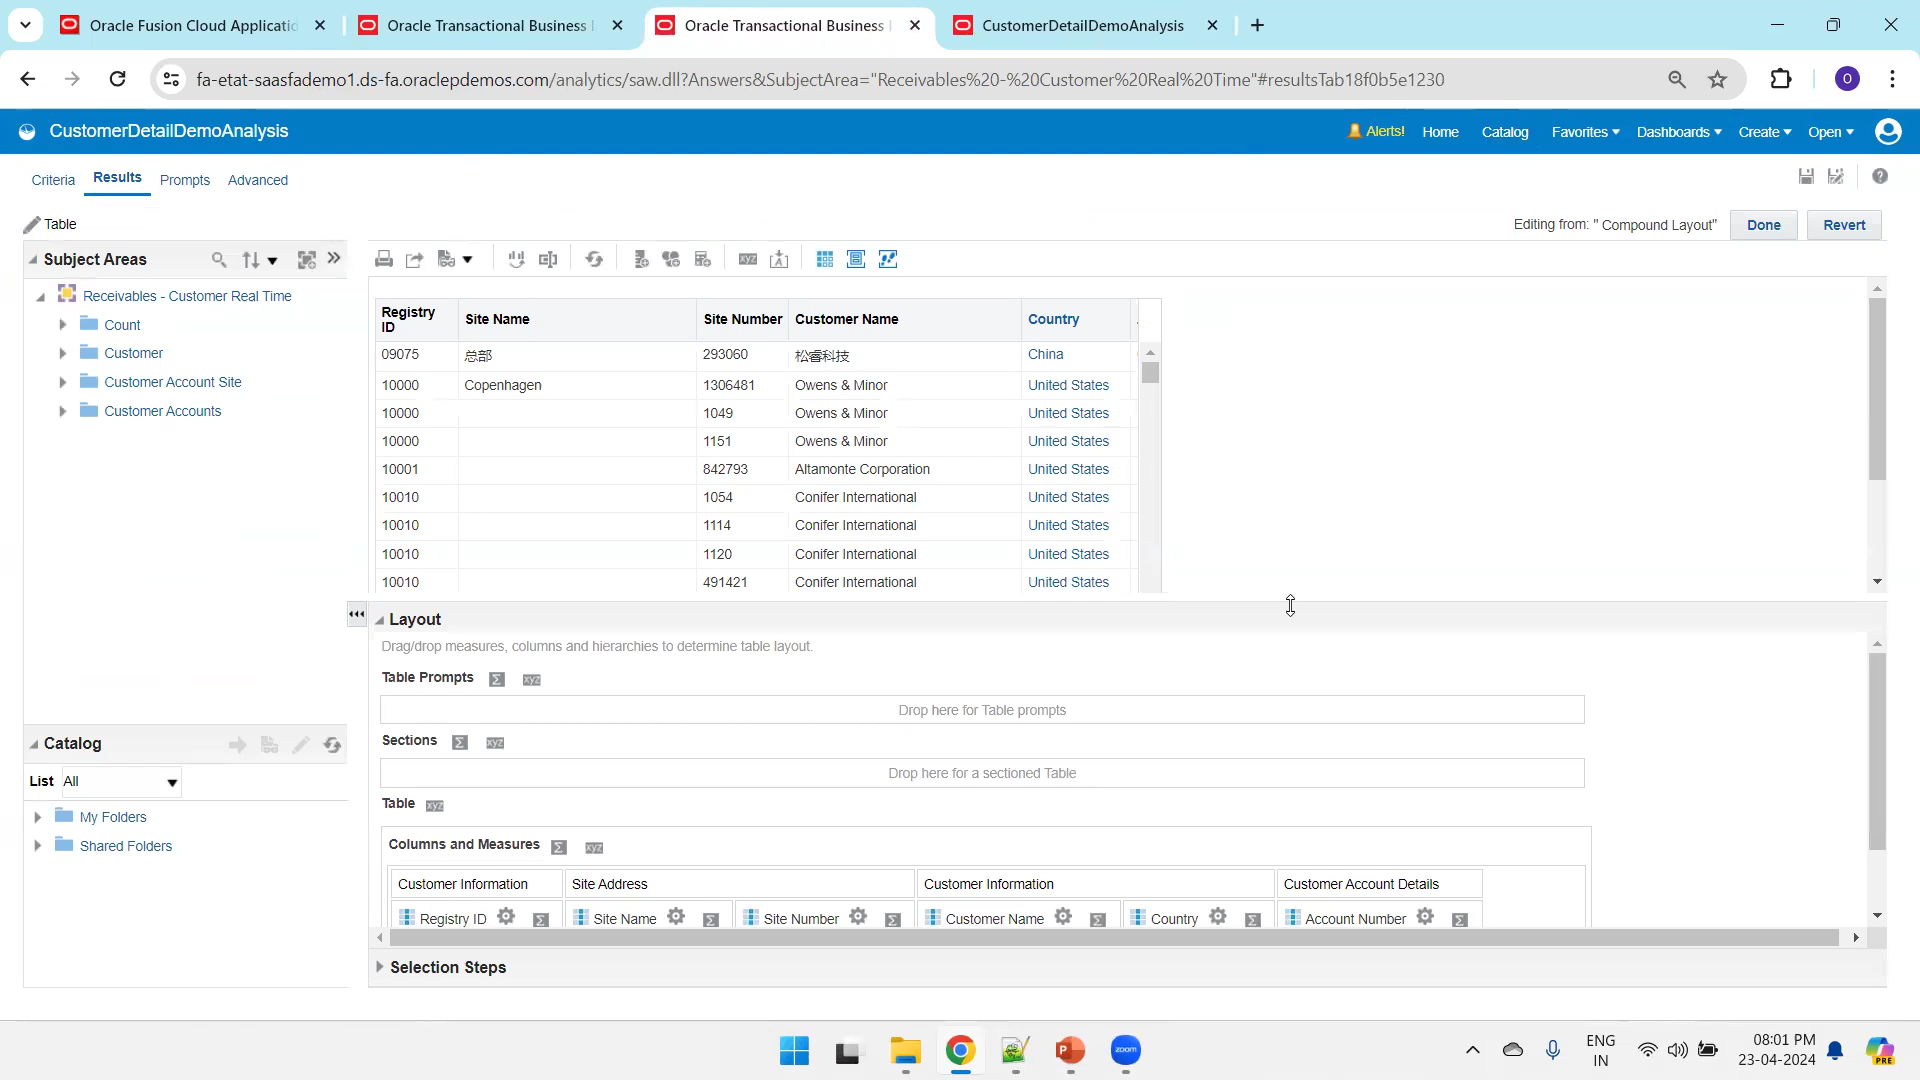 Oracle Fusion Cloud Applicatic
Oracle Transactional Business I
Oracle Transactional Business I
CustomerDetailDemoAnalysis
fa-etat-saasfademo1.ds-fa.oraclepdemos.com/analytics/saw.dll?Answers&SubjectArea="Receivables%20-%20Customer%20Real%20Time"#resultsTab18f0b5e1230
O
CustomerDetailDemoAnalysis
Alerts! Home Catalog Favorites Dashboards Create Open
Criteria Results Prompts Advanced
Table
Editing from: " Compound Layout" Done Revert
Subject Areas
Receivables - Customer Real Time
Count
Customer
Customer Account Site
Customer Accounts
Catalog
List All
My Folders
Shared Folders
Registry ID Site Name Site Number Customer Name Country
09075 总部 293060 松睿科技 China
10000 Copenhagen 1306481 Owens & Minor United States
10000 1049 Owens & Minor United States
10000 1151 Owens & Minor United States
10001 842793 Altamonte Corporation United States
10010 1054 Conifer International United States
10010 1114 Conifer International United States
10010 1120 Conifer International United States
10010 491421 Conifer International United States
Layout
Drag/drop measures, columns and hierarchies to determine table layout.
Table Prompts Σ xyz
Drop here for Table prompts
Sections Σ xyz
Drop here for a sectioned Table
Table xyz
Columns and Measures Σ xyz
Customer Information Site Address Customer Information Customer Account Details
Registry ID Σ Site Name Σ Site Number Σ Customer Name Σ Country Σ Account Number Σ
Selection Steps
zoom
ENG
IN
08:01 PM
23-04-2024
PRE